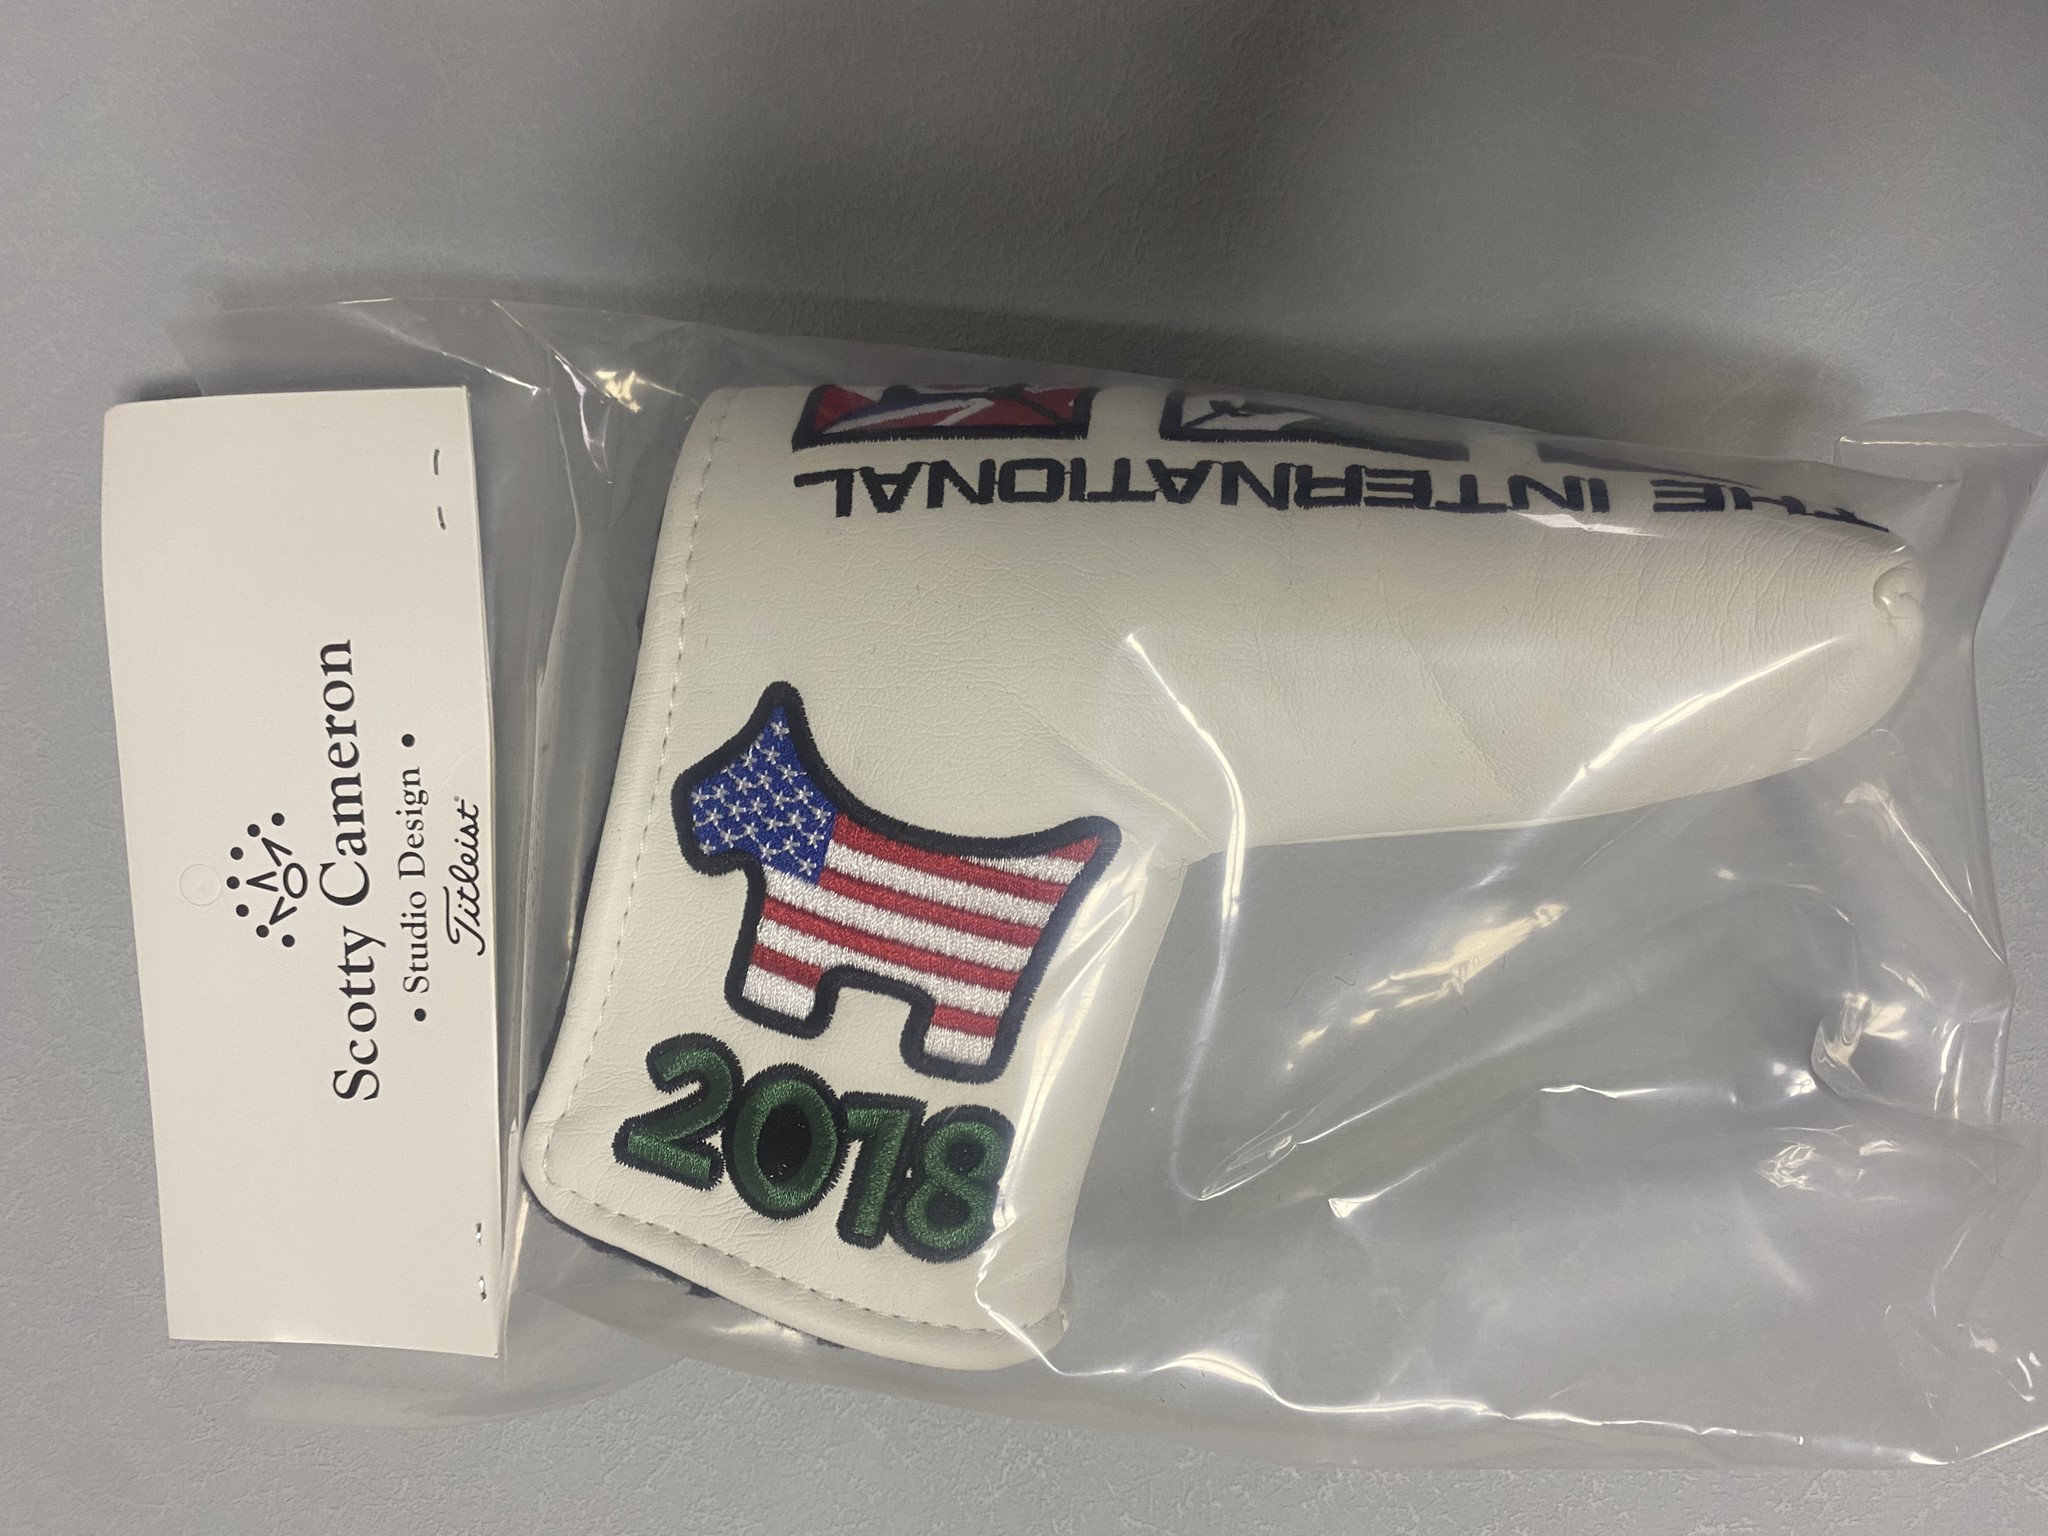 Scotty Cameron
• Studio Design •
Titleist
THE INTERNATIONAL
2018